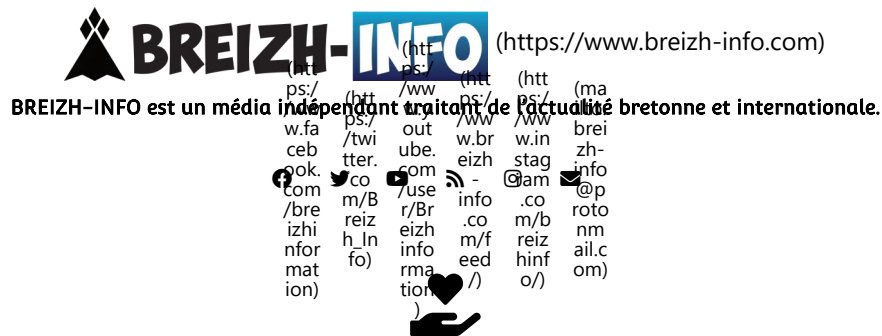 BREIZH-INFO (https://www.breizh-info.com)
BREIZH-INFO est un média indépendant traitant de l'actualité bretonne et internationale.
(https://www.facebook.com/breizhinformation)
(https://twitter.com/Breizh_Info)
(https://www.youtube.com/user/Breizhinformation)
(https://www.breizh-info.com/feed/)
(https://www.instagram.com/breizhinfo/)
(mailto:breizh-info@protonmail.com)